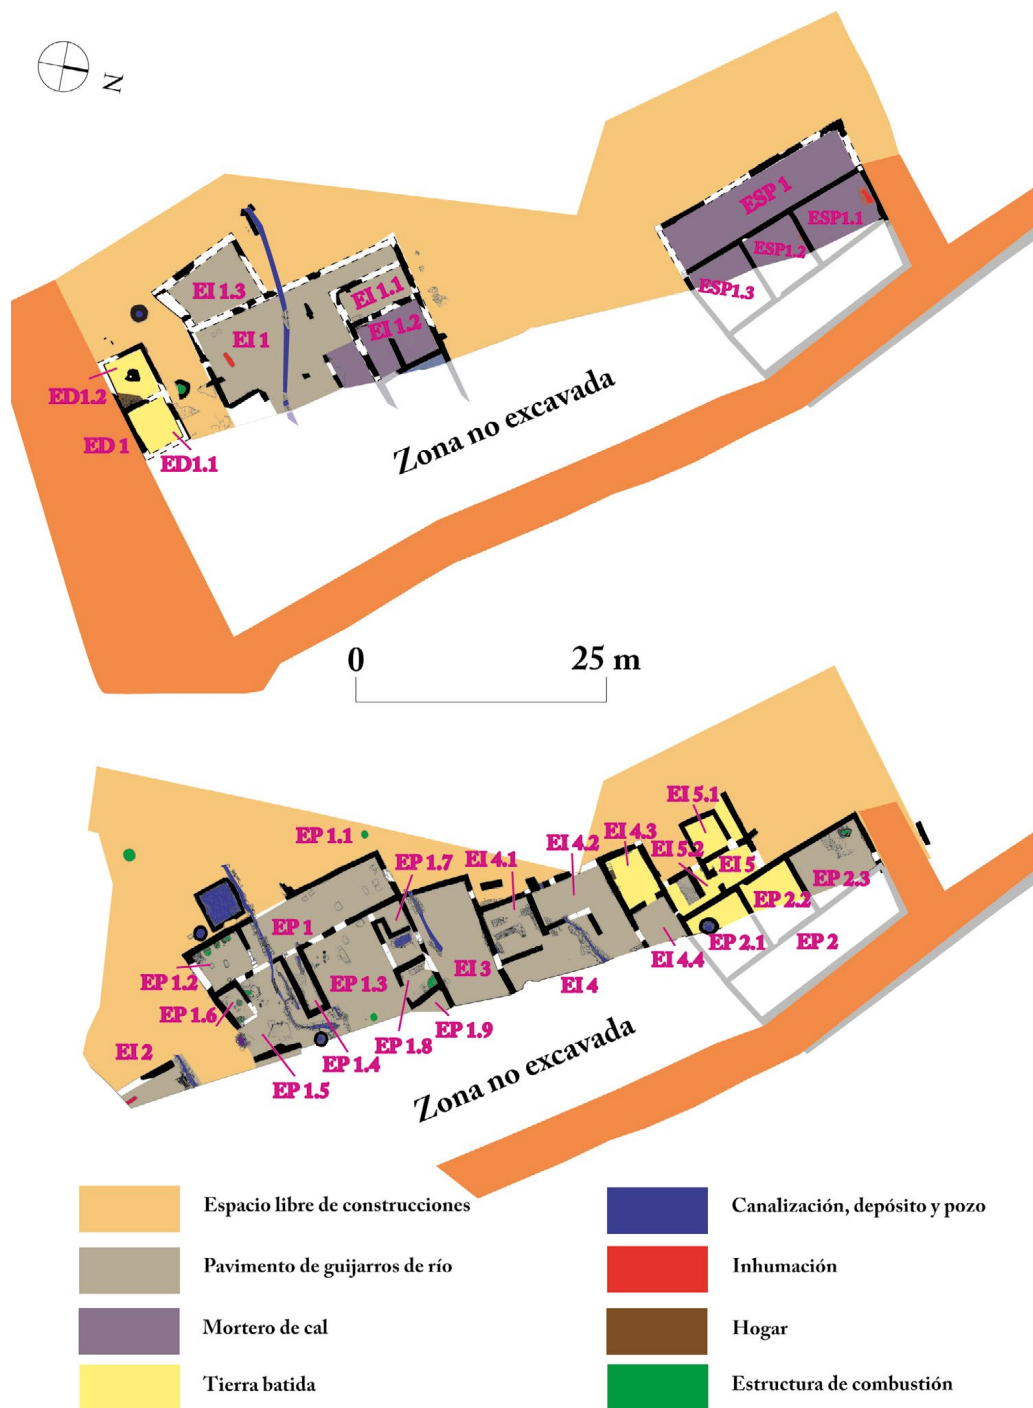 N
ESP 1
ESP1.1
ESP1.2
ESP1.3
EI 1.3
EI 1.1
EI 1
EI 1.2
ED1.2
ED 1
ED1.1
Zona no excavada
0
25 m
EI 5.1
EP 1.1
EI 4.3
EI 4.2
EP 1.7
EI 4.1
EI 5.2
EI 5
EP 2.3
EP 2.2
EP 1
EP 2.1
EP 2
EP 1.2
EP 1.3
EI 3
EI 4.4
EI 4
EP 1.6
EP 1.9
EP 1.8
EI 2
EP 1.4
EP 1.5
Zona no excavada
Espacio libre de construcciones
Canalización, depósito y pozo
Pavimento de guijarros de río
Inhumación
Mortero de cal
Hogar
Tierra batida
Estructura de combustión